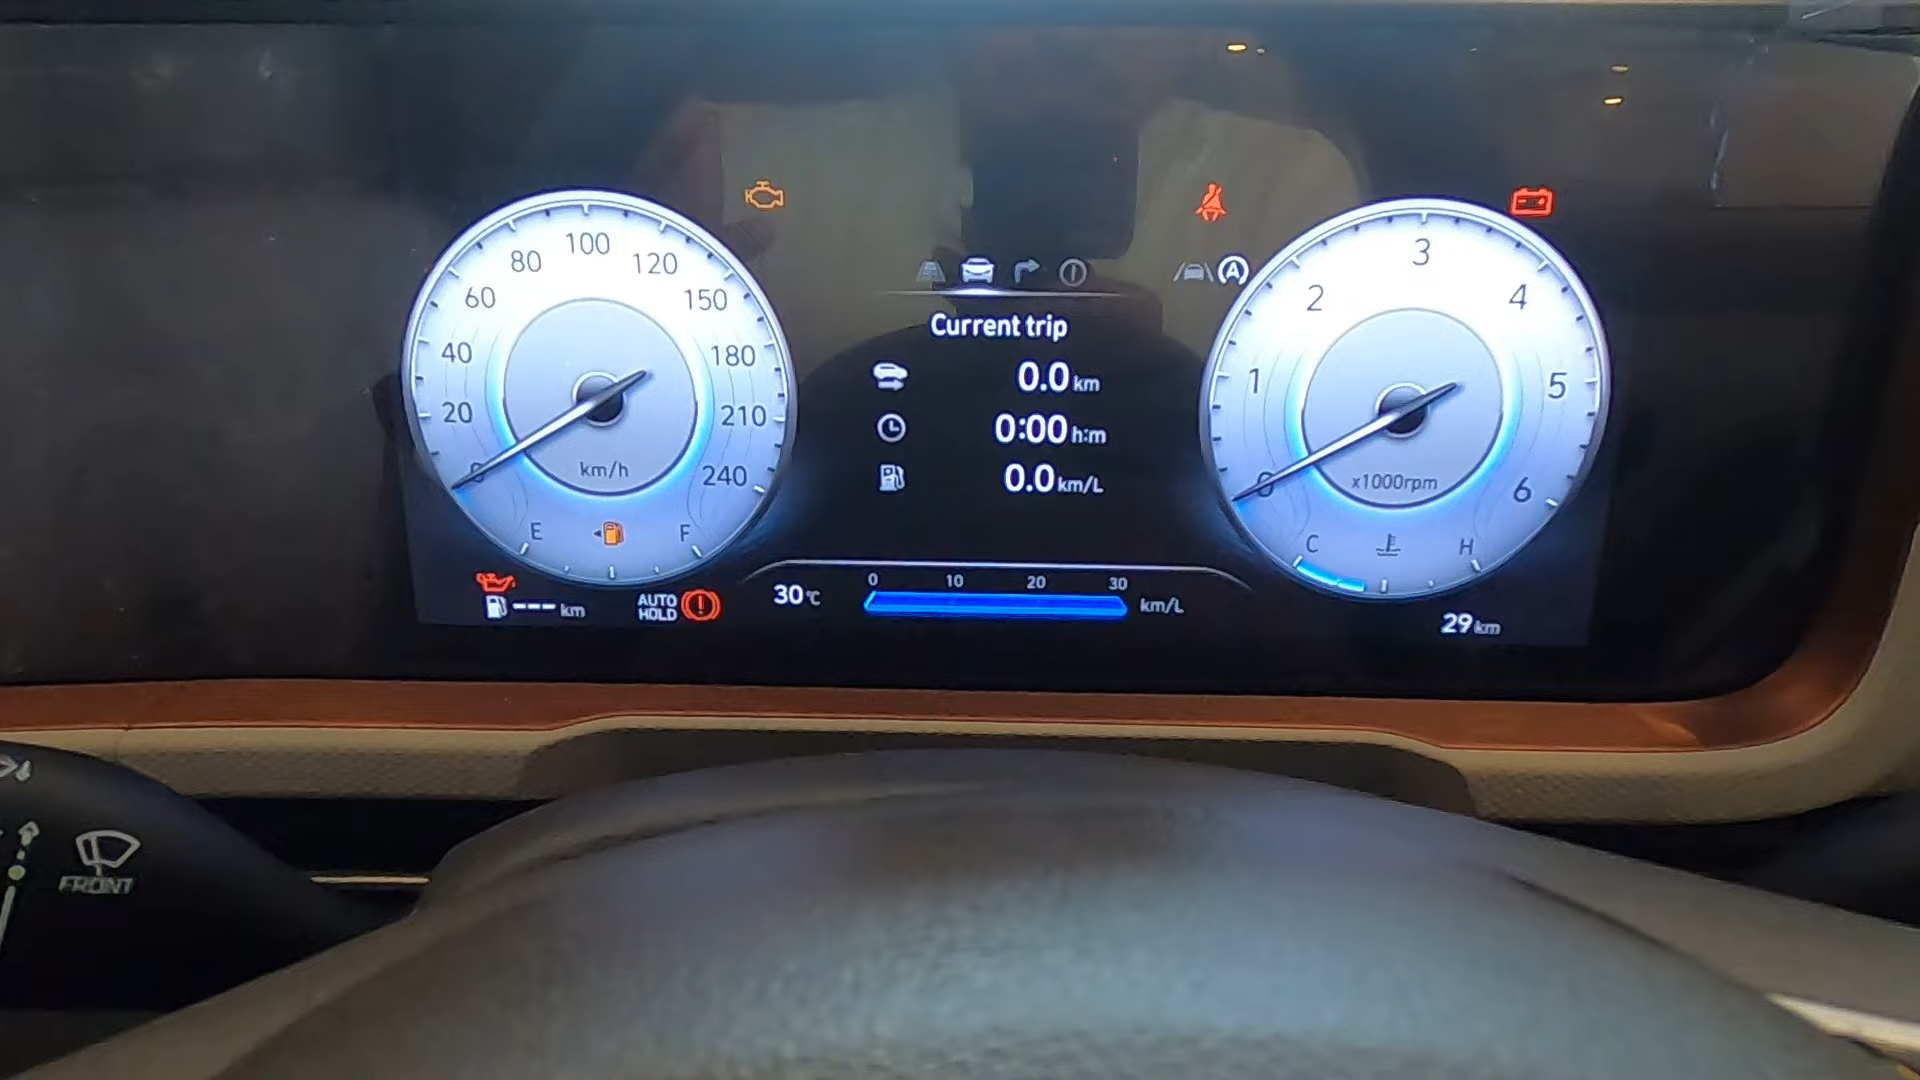 100
80
120
60
150
40
180
20
210
0
km/h
240
E
F
--- km
AUTO
HOLD
A
Current trip
0.0 km
0:00 h:m
0.0 km/L
30°C
0 10 20 30
km/L
3
2
4
1
5
0
x1000rpm
6
C
H
29 km
FRONT